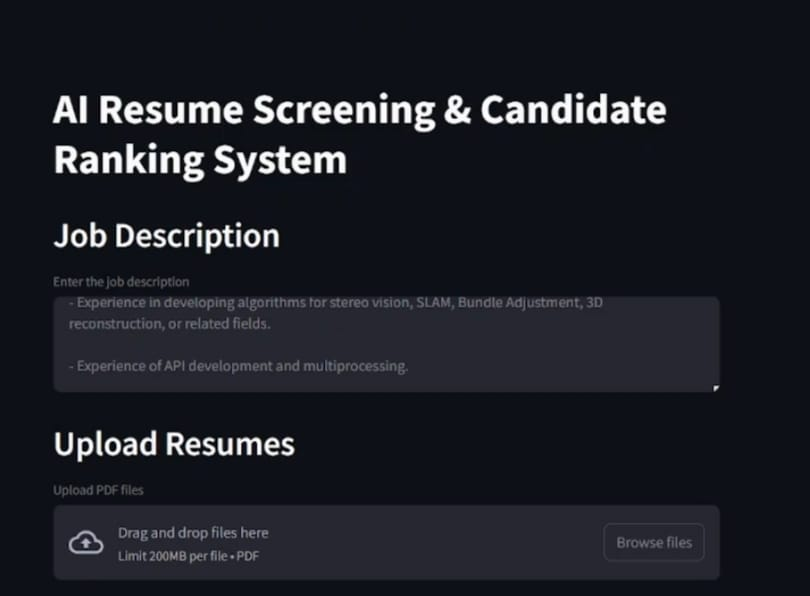 AI Resume Screening & Candidate
Ranking System
Job Description
Enter the job description
- Experience in developing algorithms for stereo vision, SLAM, Bundle Adjustment, 3D
reconstruction, or related fields.
- Experience of API development and multiprocessing.
Upload Resumes
Upload PDF files
Drag and drop files here
Limit 200MB per file • PDF
Browse files